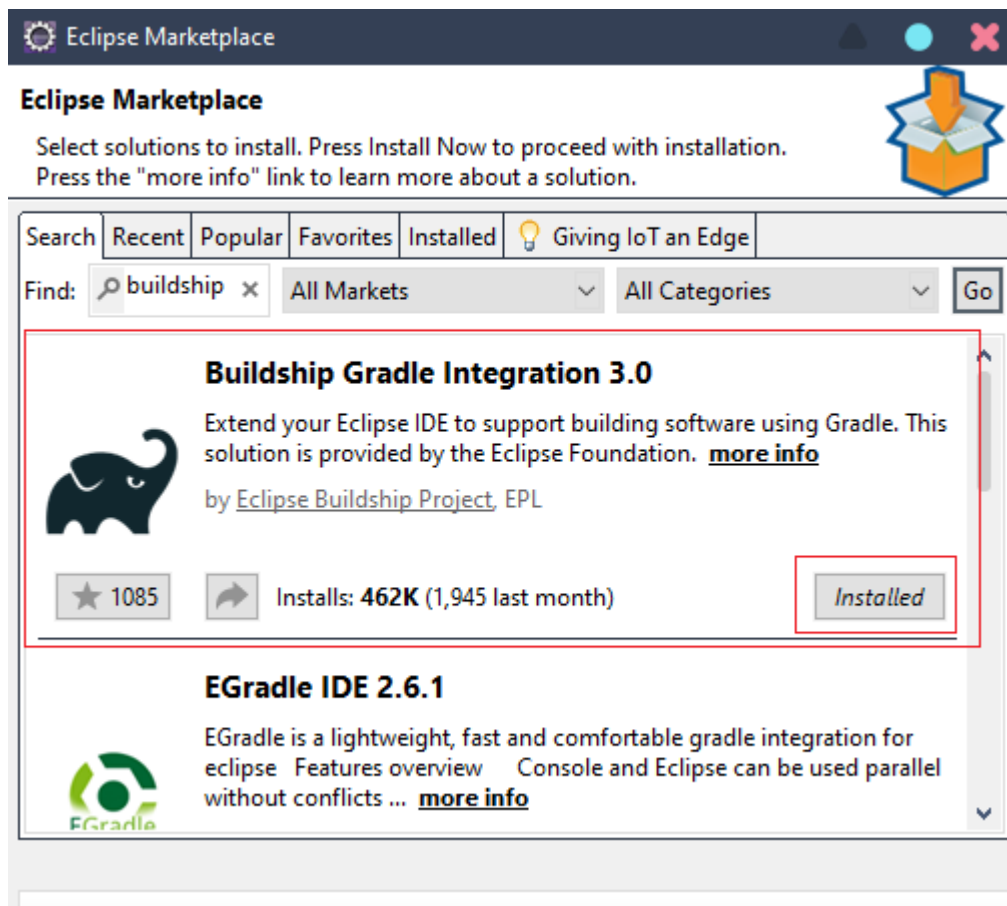 Eclipse Marketplace
Eclipse Marketplace
Select solutions to install. Press Install Now to proceed with installation.
Press the "more info" link to learn more about a solution.
Search Recent Popular Favorites Installed Giving IoT an Edge
Find: buildship All Markets All Categories Go
Buildship Gradle Integration 3.0
Extend your Eclipse IDE to support building software using Gradle. This
solution is provided by the Eclipse Foundation. more info
by Eclipse Buildship Project, EPL
1085 Installs: 462K (1,945 last month) Installed
EGradle IDE 2.6.1
EGradle is a lightweight, fast and comfortable gradle integration for
eclipse Features overview Console and Eclipse can be used parallel
without conflicts ... more info
EGradle